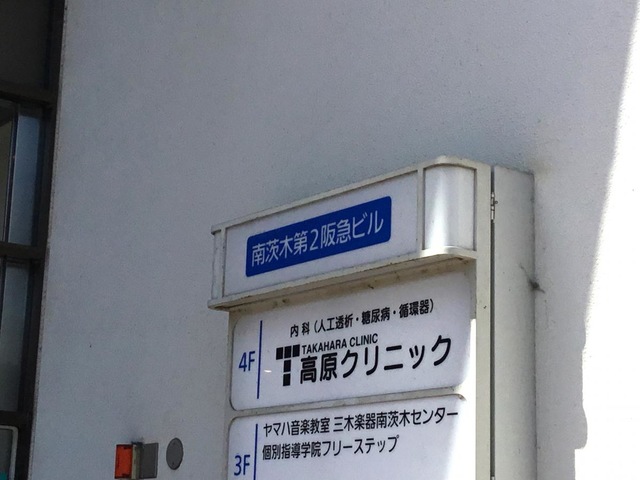 南茨木第2阪急ビル
内科(人工透析・糖尿病・循環器)
4F
TAKAHARA CLINIC
高原クリニック
ヤマハ音楽教室 三木楽器南茨木センター
3F
個別指導学院フリーステップ